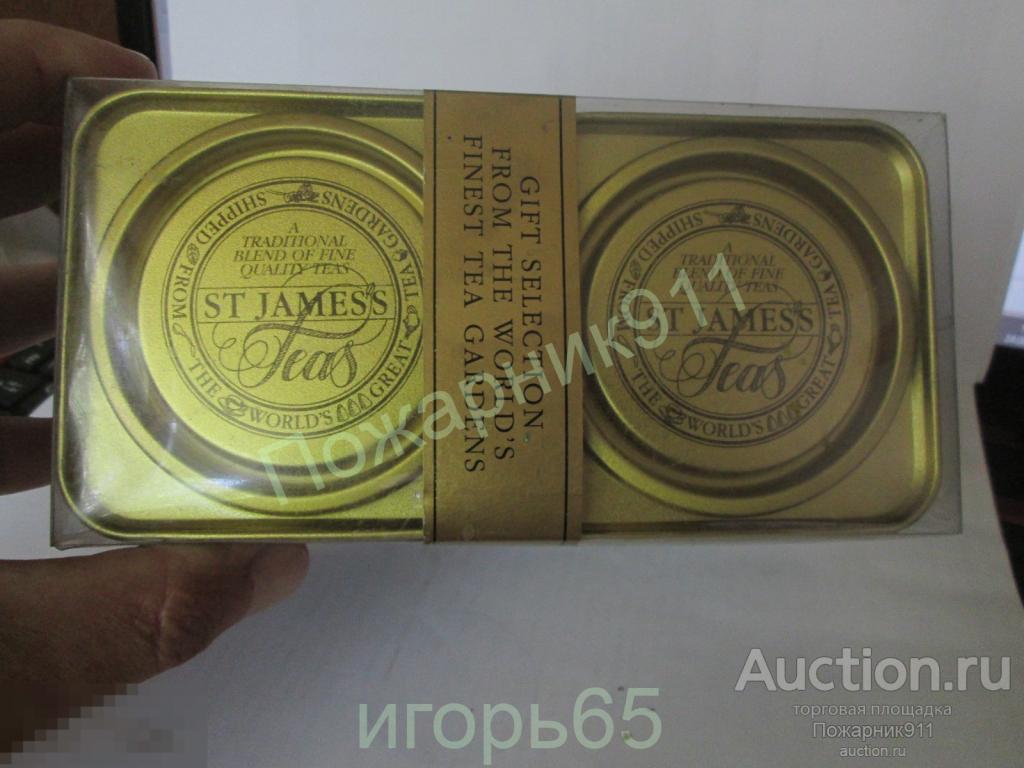 SHIPPED FROM THE WORLD'S GREAT TEA GARDENS
A
TRADITIONAL
BLEND OF FINE
QUALITY TEAS
ST JAMES'S
Teas
GIFT SELECTION
FROM THE WORLD'S
FINEST TEA GARDENS
SHIPPED FROM THE WORLD'S GREAT TEA GARDENS
A
TRADITIONAL
BLEND OF FINE
QUALITY TEAS
ST JAMES'S
Teas
Пожарник911
Auction.ru
торговая площадка
Пожарник911
auction.ru
игорь65